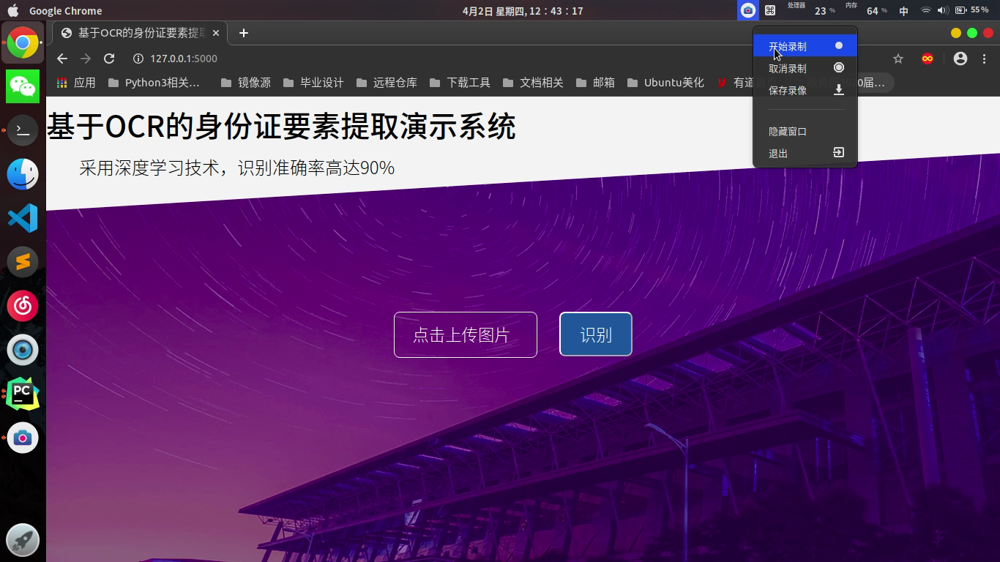 Google Chrome
4月2日 星期四, 12：43：17
处理器
23 %
内存
64 %
中
55 %
基于OCR的身份证要素提取
127.0.0.1:5000
应用
Python3相关…
镜像源
毕业设计
远程仓库
下载工具
文档相关
邮箱
Ubuntu美化
有道
20届…
开始录制
取消录制
保存录像
隐藏窗口
退出
基于OCR的身份证要素提取演示系统
采用深度学习技术，识别准确率高达90%
点击上传图片
识别
PC